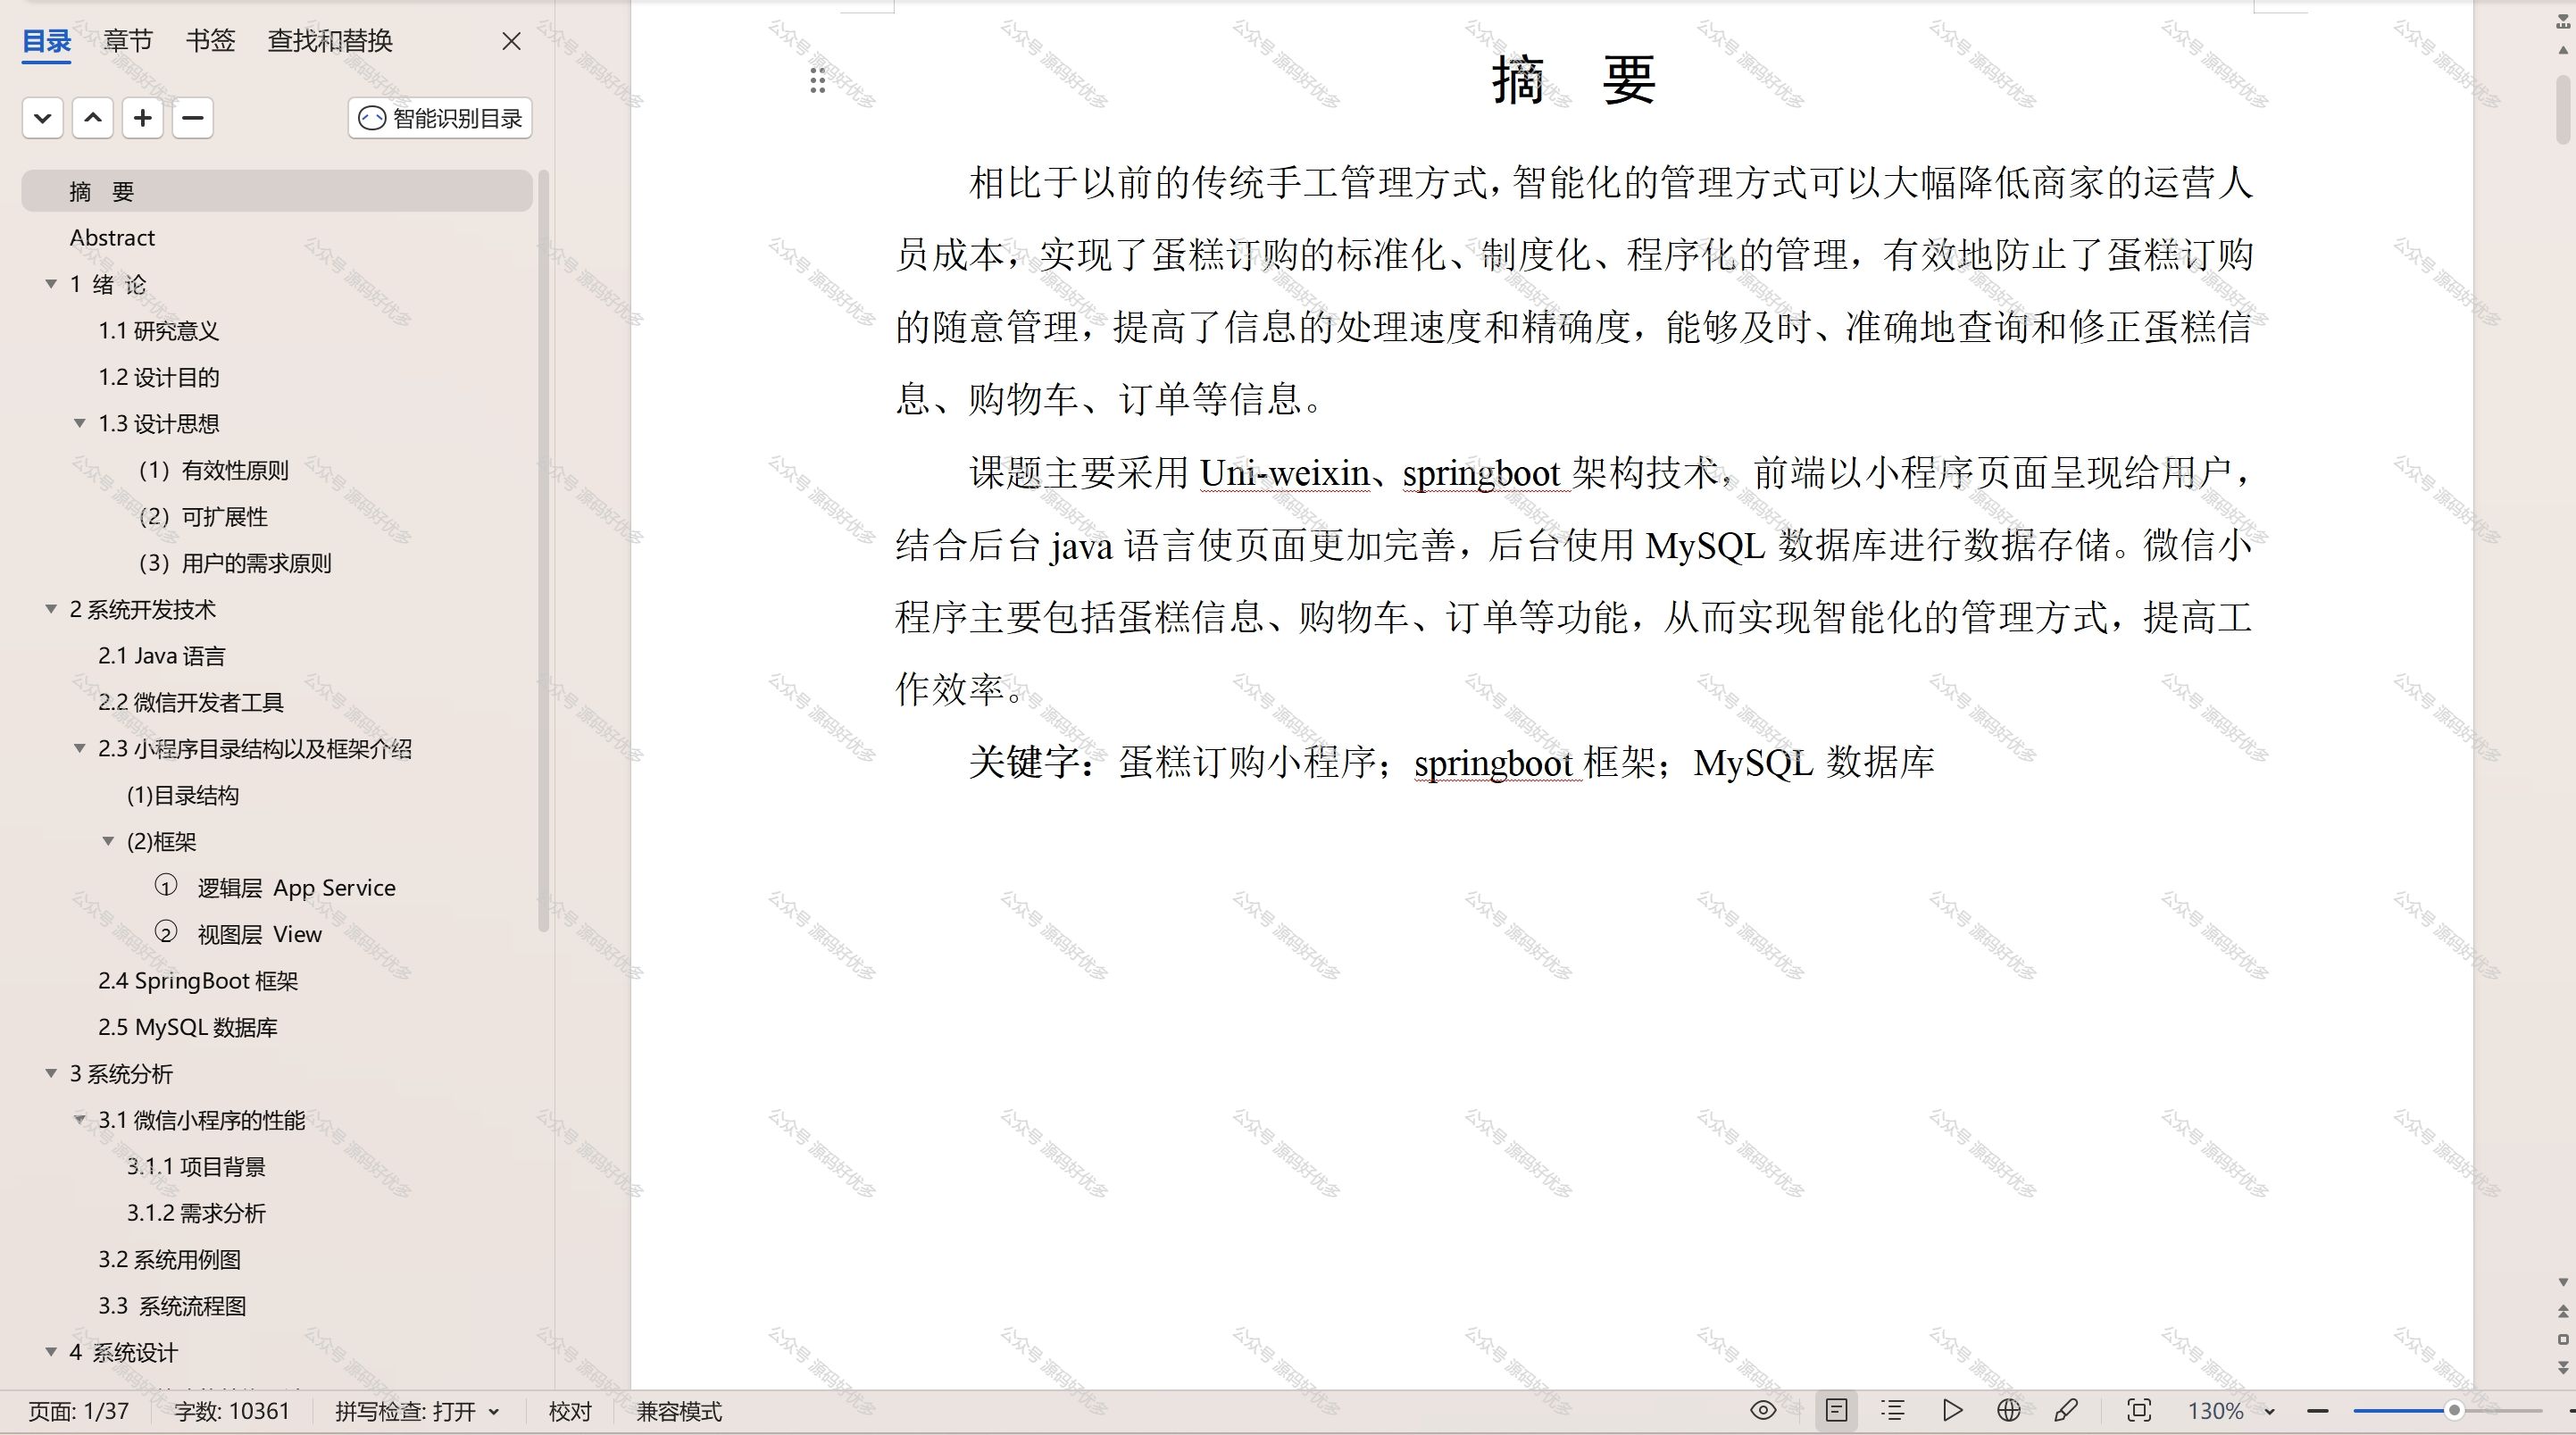 目录 章节 书签 查找和替换
智能识别目录
摘 要
Abstract
1 绪 论
1.1 研究意义
1.2 设计目的
1.3 设计思想
（1）有效性原则
（2）可扩展性
（3）用户的需求原则
2 系统开发技术
2.1 Java 语言
2.2 微信开发者工具
2.3 小程序目录结构以及框架介绍
(1)目录结构
(2)框架
① 逻辑层 App Service
② 视图层 View
2.4 SpringBoot 框架
2.5 MySQL 数据库
3 系统分析
3.1 微信小程序的性能
3.1.1 项目背景
3.1.2 需求分析
3.2 系统用例图
3.3 系统流程图
4 系统设计
摘 要
相比于以前的传统手工管理方式，智能化的管理方式可以大幅降低商家的运营人
员成本，实现了蛋糕订购的标准化、制度化、程序化的管理，有效地防止了蛋糕订购
的随意管理，提高了信息的处理速度和精确度，能够及时、准确地查询和修正蛋糕信
息、购物车、订单等信息。
课题主要采用 Uni-weixin、springboot 架构技术，前端以小程序页面呈现给用户，
结合后台 java 语言使页面更加完善，后台使用 MySQL 数据库进行数据存储。微信小
程序主要包括蛋糕信息、购物车、订单等功能，从而实现智能化的管理方式，提高工
作效率。
关键字：蛋糕订购小程序；springboot 框架；MySQL 数据库
页面: 1/37 字数: 10361 拼写检查: 打开 校对 兼容模式 130%
公众号 源码好优多